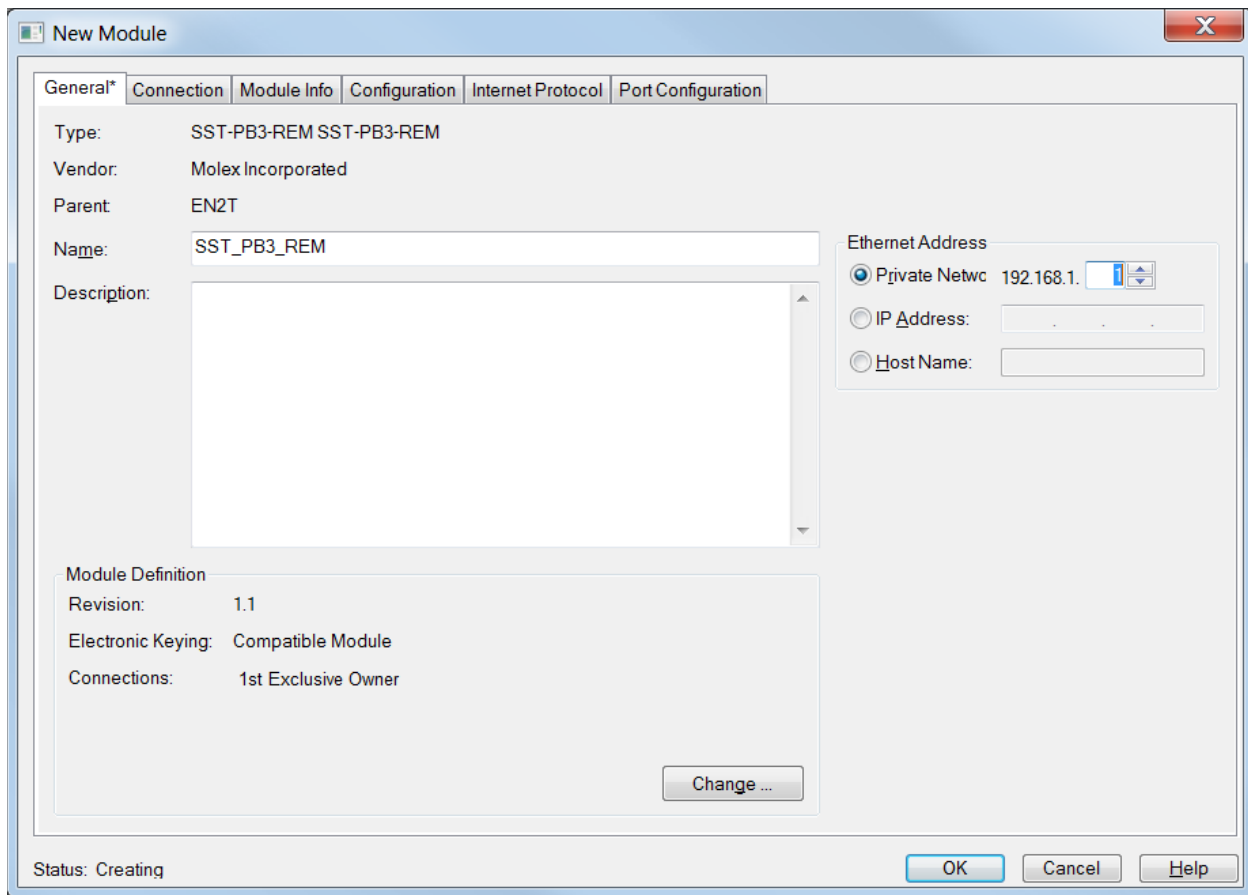 New Module
General* Connection Module Info Configuration Internet Protocol Port Configuration
Type: SST-PB3-REM SST-PB3-REM
Vendor: Molex Incorporated
Parent: EN2T
Name: SST_PB3_REM
Description:
Ethernet Address
Private Netwc 192.168.1. 1
IP Address: . . .
Host Name:
Module Definition
Revision: 1.1
Electronic Keying: Compatible Module
Connections: 1st Exclusive Owner
Change ...
Status: Creating
OK Cancel Help